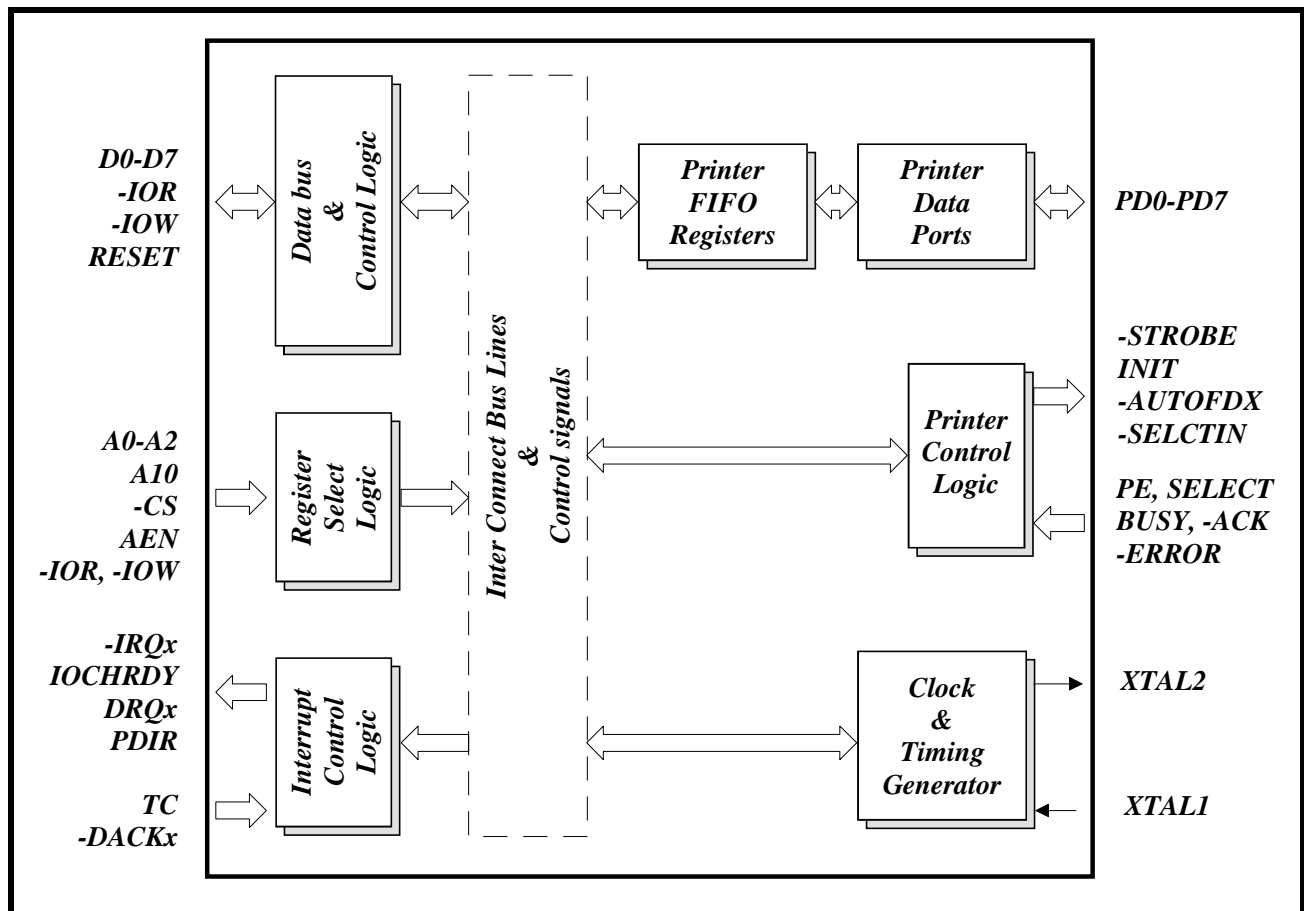 D0-D7
-IOR
-IOW
RESET
Data bus
&
Control Logic
A0-A2
A10
-CS
AEN
-IOR, -IOW
Register
Select
Logic
-IRQx
IOCHRDY
DRQx
PDIR
TC
-DACKx
Interrupt
Control
Logic
Inter Connect Bus Lines
&
Control signals
Printer
FIFO
Registers
Printer
Data
Ports
PD0-PD7
Printer
Control
Logic
-STROBE
INIT
-AUTOFDX
-SELCTIN
PE, SELECT
BUSY, -ACK
-ERROR
Clock
&
Timing
Generator
XTAL2
XTAL1